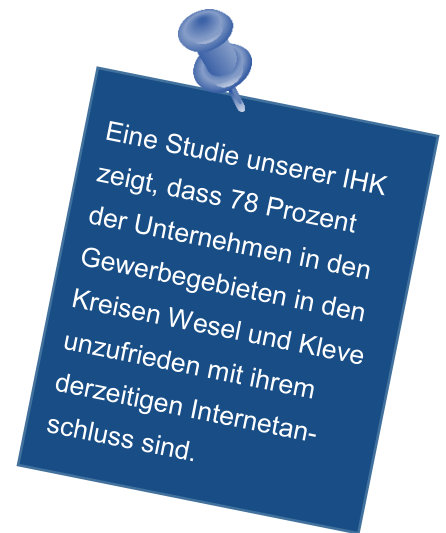 Eine Studie unserer IHK
zeigt, dass 78 Prozent
der Unternehmen in den
Gewerbegebieten in den
Kreisen Wesel und Kleve
unzufrieden mit ihrem
derzeitigen Internetan-
schluss sind.